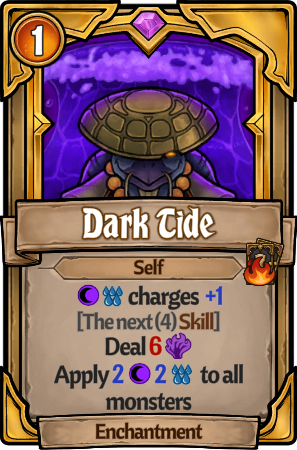 1
Dark Tide
Self
charges +1
[The next (4) Skill]
Deal 6
Apply 2 2 to all
monsters
Enchantment